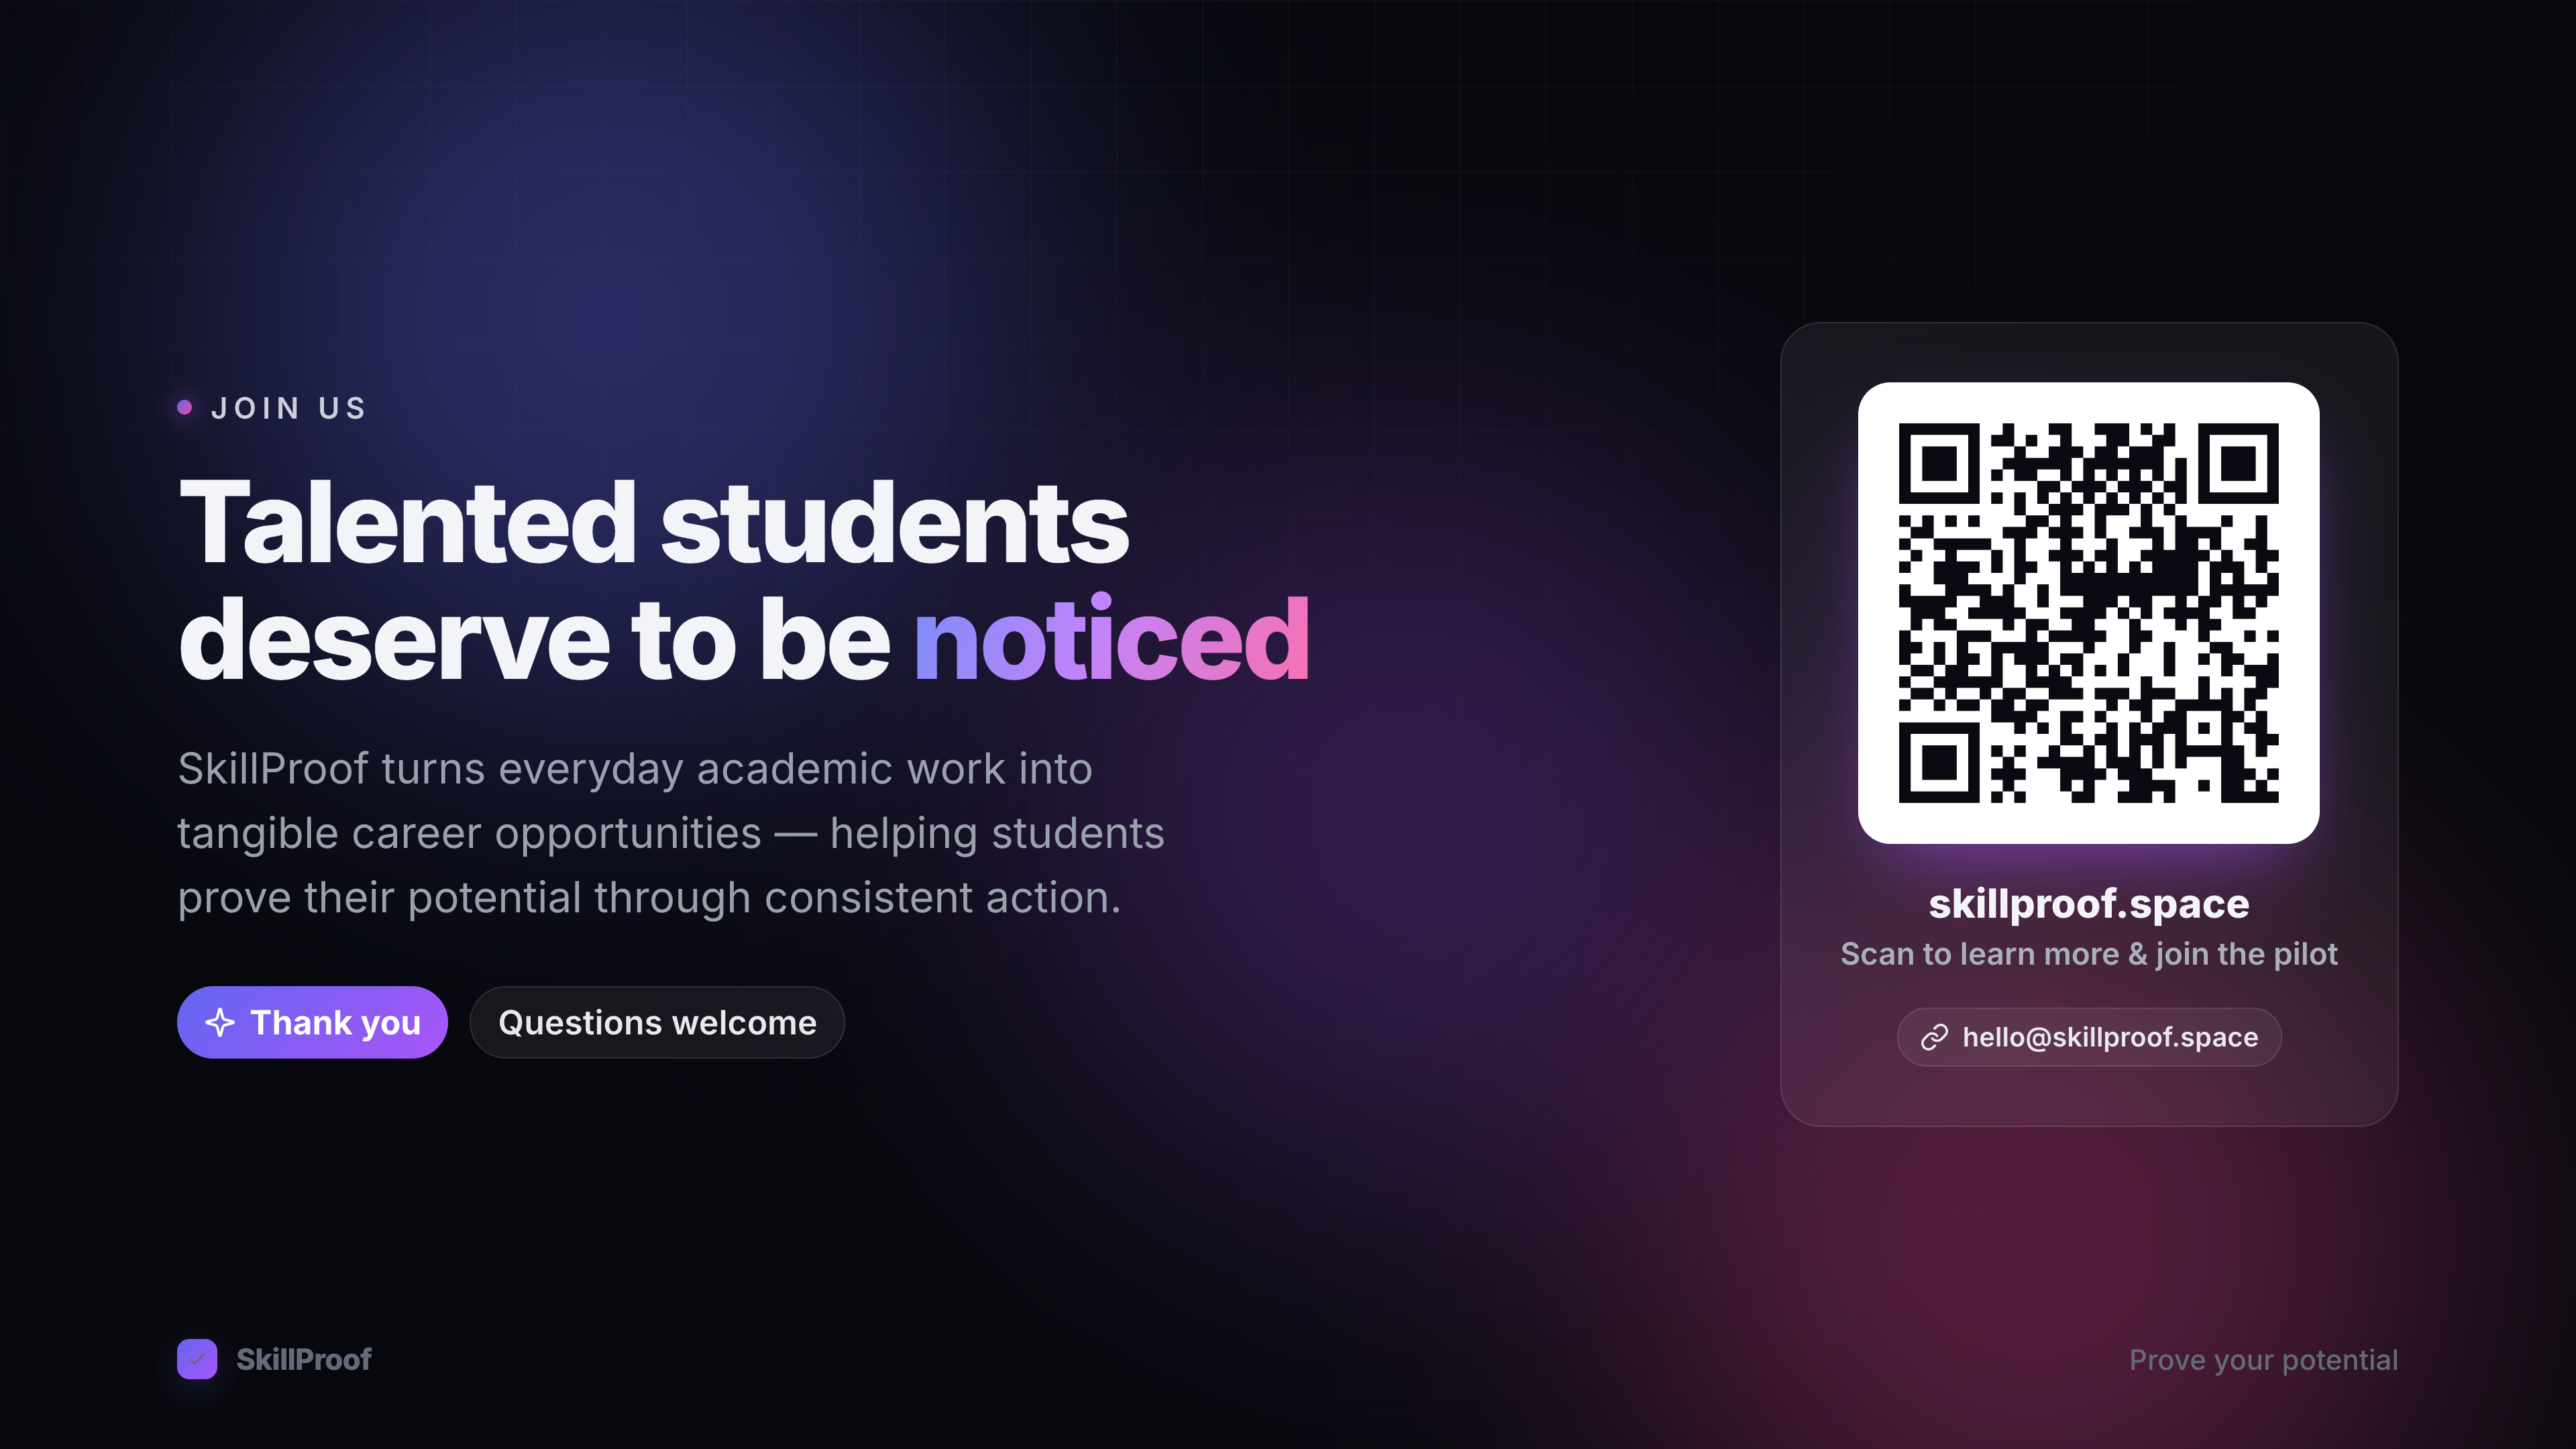 JOIN US
Talented students
deserve to be noticed
SkillProof turns everyday academic work into
tangible career opportunities — helping students
prove their potential through consistent action.
Thank you
Questions welcome
skillproof.space
Scan to learn more & join the pilot
hello@skillproof.space
SkillProof
Prove your potential